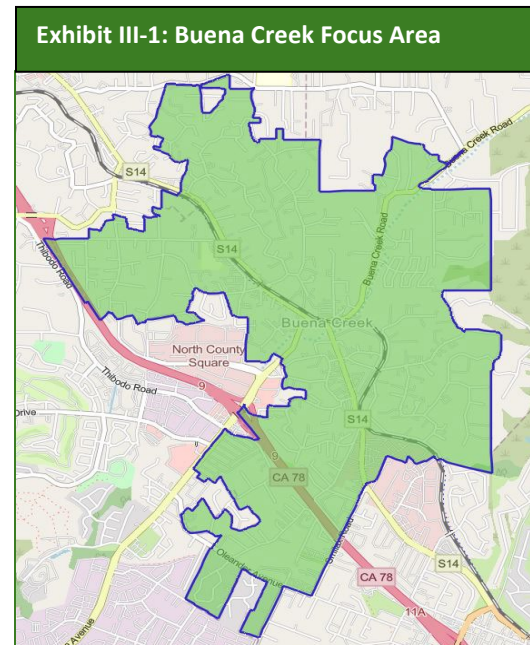 Exhibit III-1: Buena Creek Focus Area
Buena Creek Road
S14
Thibodo Road
S14
Buena Creek Road
Buena Creek
North County
Square
9
Thibodo Road
Drive
S14
9
CA 78
Oleander Avenue
S14
CA 78
11A
Avenue